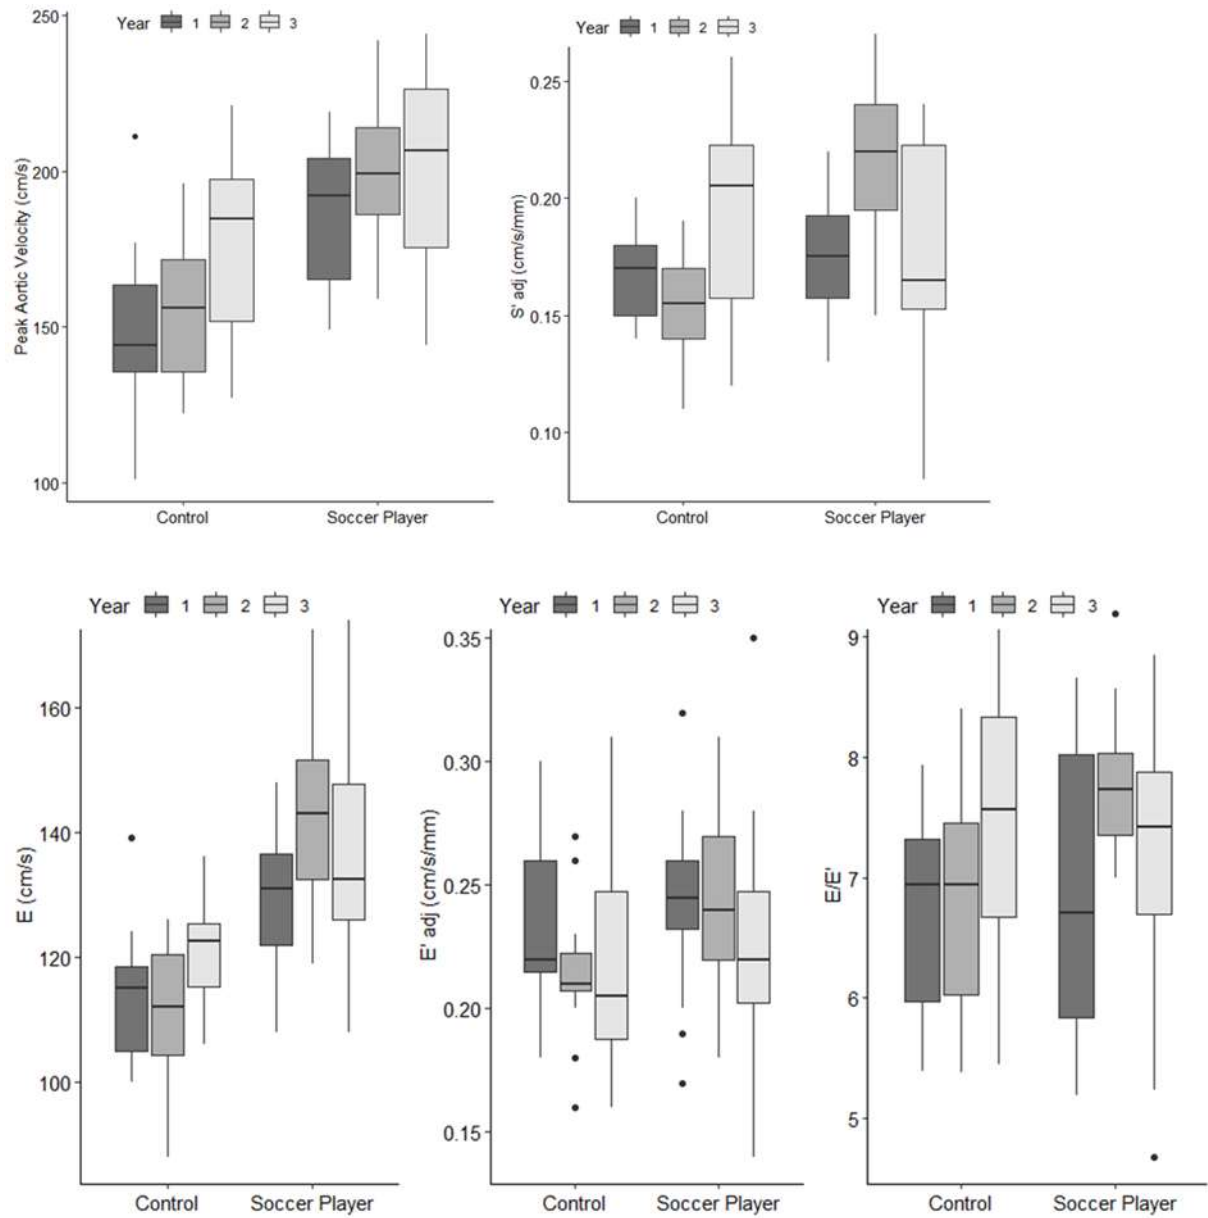 Year 1 2 3
250
200
150
100
Peak Aortic Velocity (cm/s)
Control Soccer Player
Year 1 2 3
0.25
0.20
0.15
0.10
S' adj (cm/s/mm)
Control Soccer Player
Year 1 2 3
160
140
120
100
E (cm/s)
Control Soccer Player
Year 1 2 3
0.35
0.30
0.25
0.20
0.15
E' adj (cm/s/mm)
Control Soccer Player
Year 1 2 3
9
8
7
6
5
E/E'
Control Soccer Player